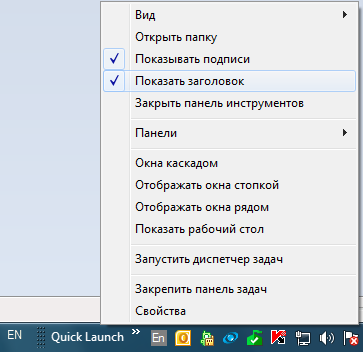 Вид
Открыть папку
Показывать подписи
Показать заголовок
Закрыть панель инструментов
Панели
Окна каскадом
Отображать окна стопкой
Отображать окна рядом
Показать рабочий стол
Запустить диспетчер задач
Закрепить панель задач
Свойства
EN Quick Launch » En